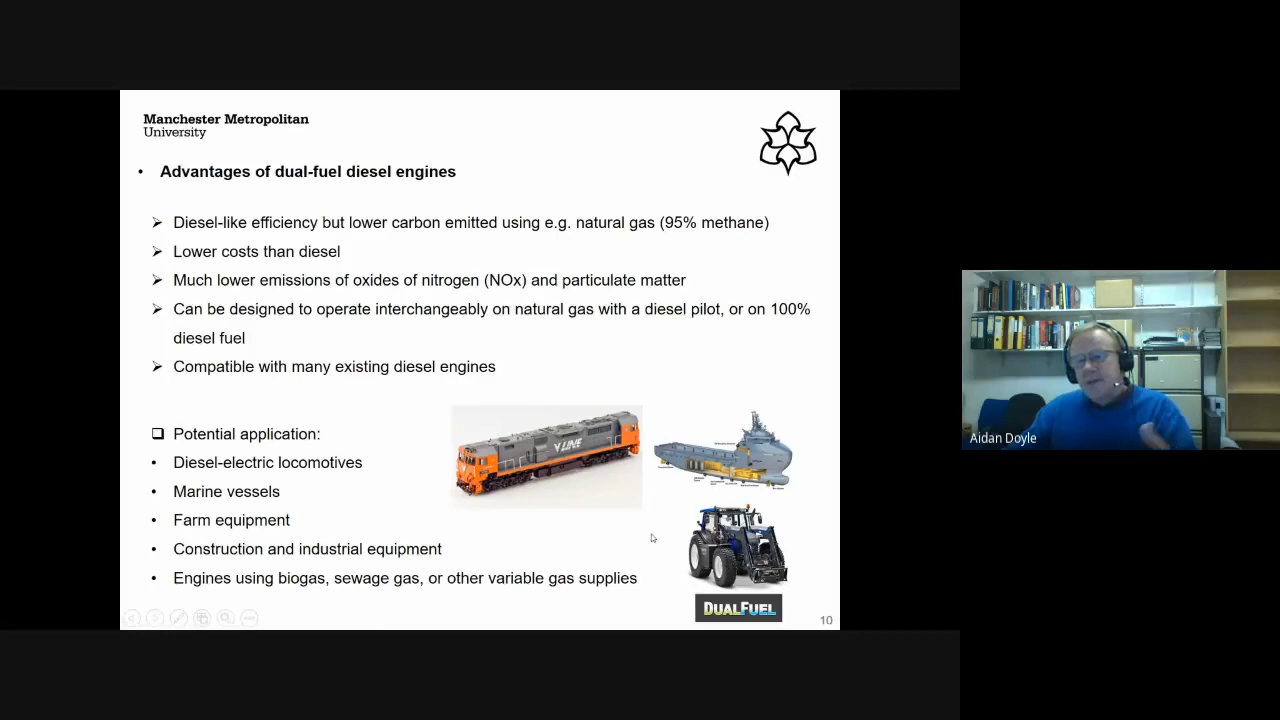 Manchester Metropolitan
University
• Advantages of dual-fuel diesel engines
➢ Diesel-like efficiency but lower carbon emitted using e.g. natural gas (95% methane)
➢ Lower costs than diesel
➢ Much lower emissions of oxides of nitrogen (NOx) and particulate matter
➢ Can be designed to operate interchangeably on natural gas with a diesel pilot, or on 100%
diesel fuel
➢ Compatible with many existing diesel engines
❑ Potential application:
• Diesel-electric locomotives
• Marine vessels
• Farm equipment
• Construction and industrial equipment
• Engines using biogas, sewage gas, or other variable gas supplies
V/LINE
DUALFUEL
10
Aidan Doyle